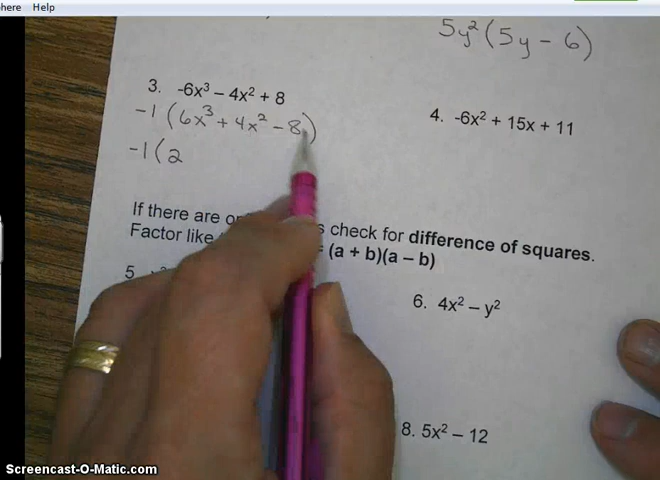 here Help
5y²(5y – 6)
3. -6x³ – 4x² + 8
-1 (6x³ + 4x² – 8)
-1(2
4. -6x² + 15x + 11
If there are check for difference of squares.
Factor like = (a + b)(a – b)
5
6. 4x² – y²
8. 5x² – 12
Screencast-O-Matic.com